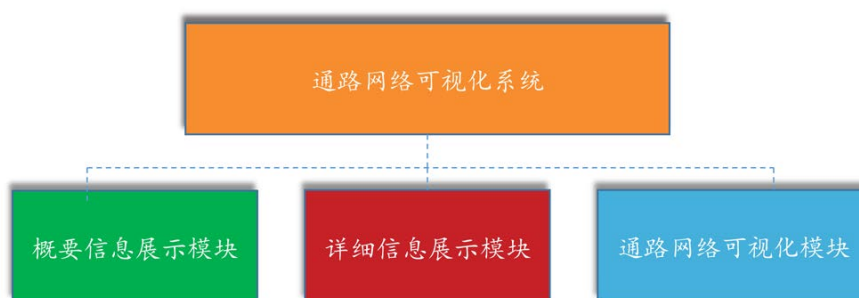 通路网络可视化系统
概要信息展示模块
详细信息展示模块
通路网络可视化模块